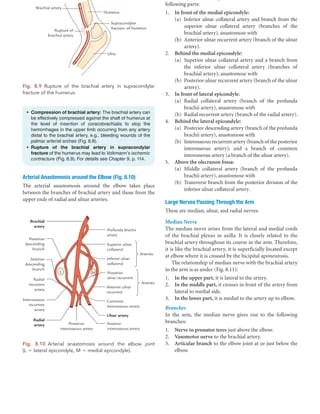 Brachial artery
Humerus
Supracondylar
fracture of humerus
Rupture of
brachial artery
Ulna
Fig. 8.9 Rupture of the brachial artery in supracondylar
fracture of the humerus.
• Compression of brachial artery: The brachial artery can
be effectively compressed against the shaft of humerus at
the level of insertion of coracobrachialis to stop the
hemorrhages in the upper limb occurring from any artery
distal to the brachial artery, e.g., bleeding wounds of the
palmar arterial arches (Fig. 8.8).
• Rupture of the brachial artery in supracondylar
fracture of the humerus may lead to Volkmann's ischemic
contracture (Fig. 8.9). For details see Chapter 9, p. 114.
Arterial Anastomosis around the Elbow (Fig. 8.10)
The arterial anastomosis around the elbow takes place
between the branches of brachial artery and those from the
upper ends of radial and ulnar arteries.
Brachial
artery
Posterior
descending
branch
Anterior
descending
branch
Radial
recurrent
artery
Interosseous
recurrent
artery
Radial
artery
Posterior
interosseous artery
Profunda brachii
artery
Superior ulnar
collateral
Inferior ulnar
collateral
Arteries
Posterior
ulnar recurrent
Anterior ulnar
recurrent
Arteries
Common
interosseous artery
Ulnar artery
Anterior
interosseous artery
L
M
Fig. 8.10 Arterial anastomosis around the elbow joint
(L = lateral epicondyle, M = medial epicondyle).
following parts:
1. In front of the medial epicondyle:
(a) Inferior ulnar collateral artery and branch from the
superior ulnar collateral artery (branches of the
brachial artery), anastomose with
(b) Anterior ulnar recurrent artery (branch of the ulnar
artery).
2. Behind the medial epicondyle:
(a) Superior ulnar collateral artery and a branch from
the inferior ulnar collateral artery (branches of
brachial artery), anastomose with
(b) Posterior ulnar recurrent artery (branch of the ulnar
artery).
3. In front of lateral epicondyle:
(a) Radial collateral artery (branch of the profunda
brachii artery), anastomose with
(b) Radial recurrent artery (branch of the radial artery).
4. Behind the lateral epicondyle:
(a) Posterior descending artery (branch of the profunda
brachii artery), anastomose with
(b) Interosseous recurrent artery (branch of the posterior
interosseous artery), and a branch of common
interosseous artery (a branch of the ulnar artery).
5. Above the olecranon fossa:
(a) Middle collateral artery (branch of the profunda
brachii artery), anastomose with
(b) Transverse branch from the posterior division of the
inferior ulnar collateral artery.
Large Nerves Passing Through the Arm
These are median, ulnar, and radial nerves.
Median Nerve
The median nerve arises from the lateral and medial cords
of the brachial plexus in axilla. It is closely related to the
brachial artery throughout its course in the arm. Therefore,
it is like the brachial artery, it is superficially located except
at elbow where it is crossed by the bicipital aponeurosis.
The relationship of median nerve with the brachial artery
in the arm is as under (Fig. 8.11):
1. In the upper part, it is lateral to the artery.
2. In the middle part, it crosses in front of the artery from
lateral to medial side.
3. In the lower part, it is medial to the artery up to elbow.
Branches
In the arm, the median nerve gives rise to the following
branches:
1. Nerve to pronator teres just above the elbow.
2. Vasomotor nerve to the brachial artery.
3. Articular branch to the elbow joint at or just below the
elbow.